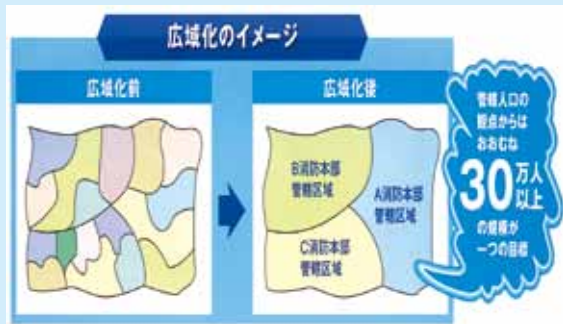 広域化のイメージ
広域化前
広域化後
B消防本部
管轄区域
A消防本部
管轄区域
C消防本部
管轄区域
管轄人口の
観点からは
おおむね
30万人
以上
の規模が
一つの目標